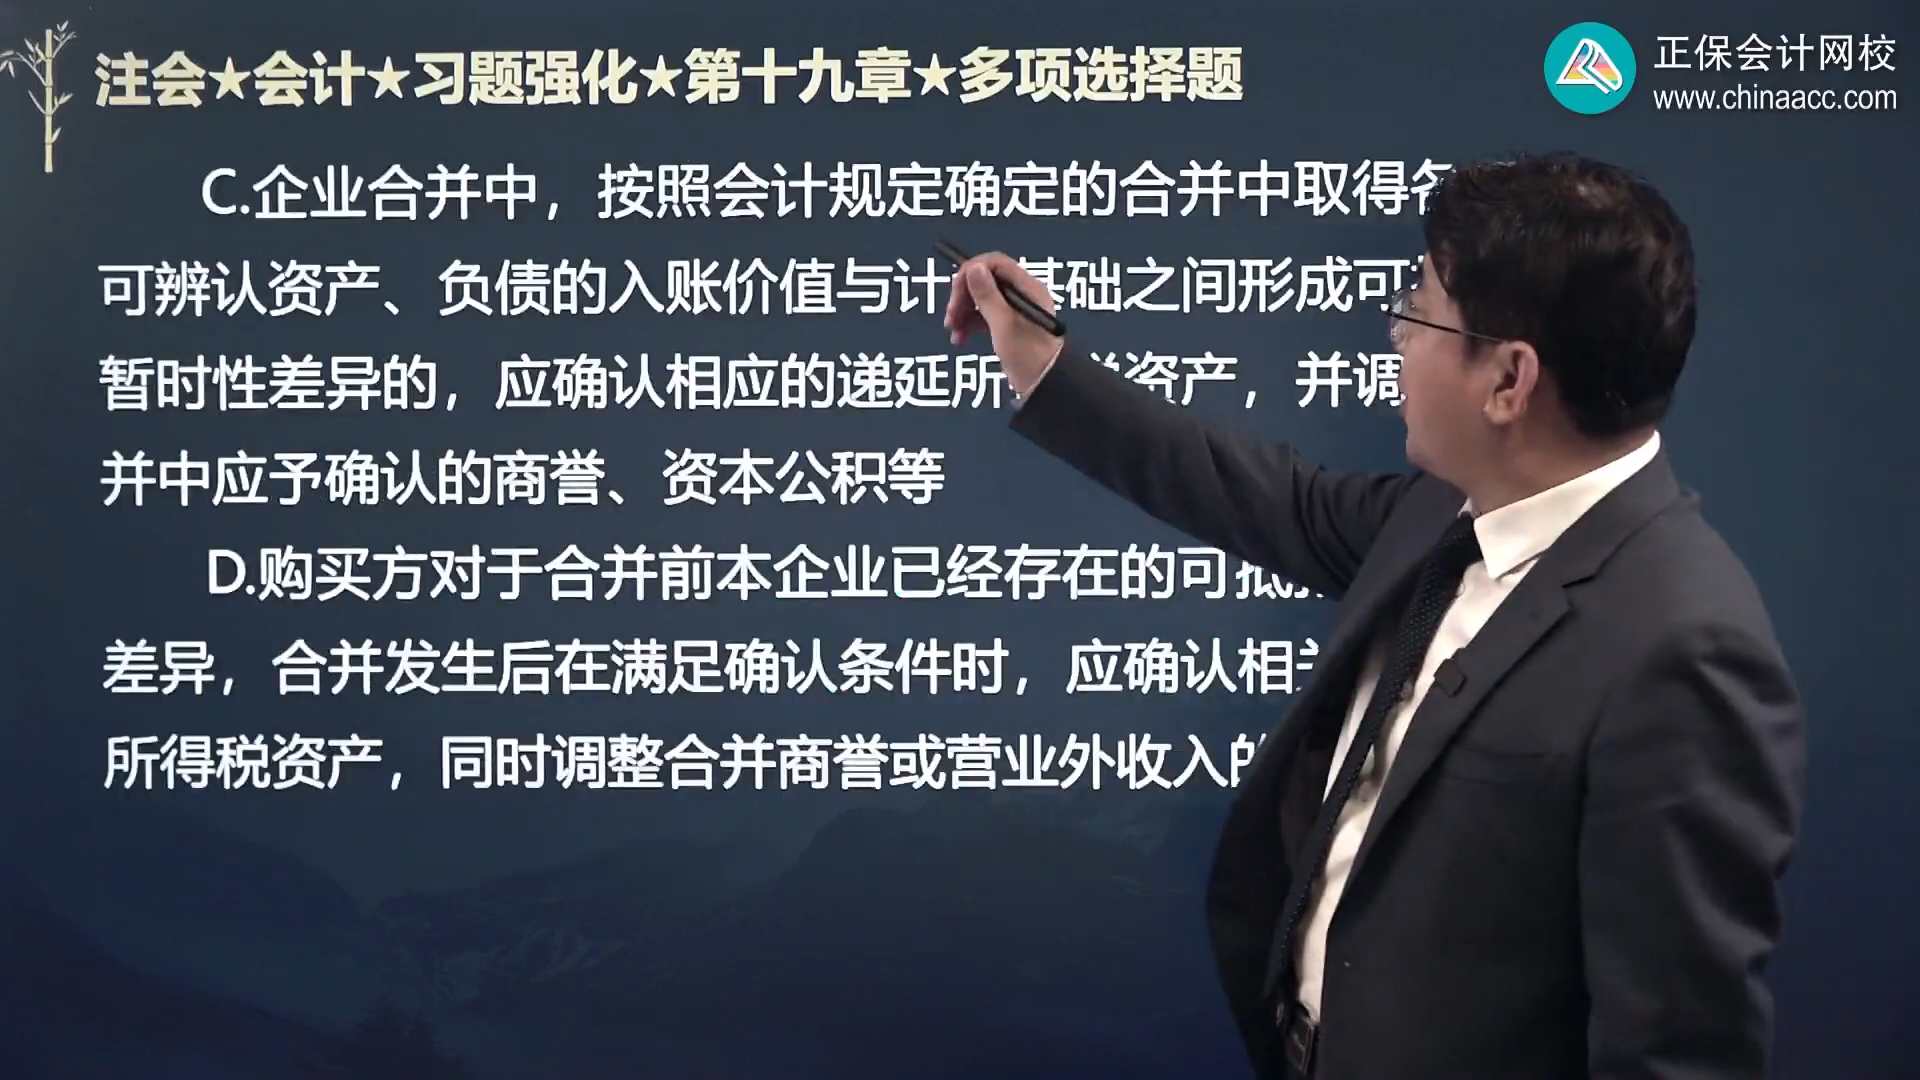 注会★会计★习题强化★第十九章★多项选择题
正保会计网校
www.chinaacc.com
C.企业合并中，按照会计规定确定的合并中取得
可辨认资产、负债的入账价值与计 基础之间形成可
暂时性差异的，应确认相应的递延所 资产，并调
并中应予确认的商誉、资本公积等
D.购买方对于合并前本企业已经存在的可抵
差异，合并发生后在满足确认条件时，应确认相
所得税资产，同时调整合并商誉或营业外收入的